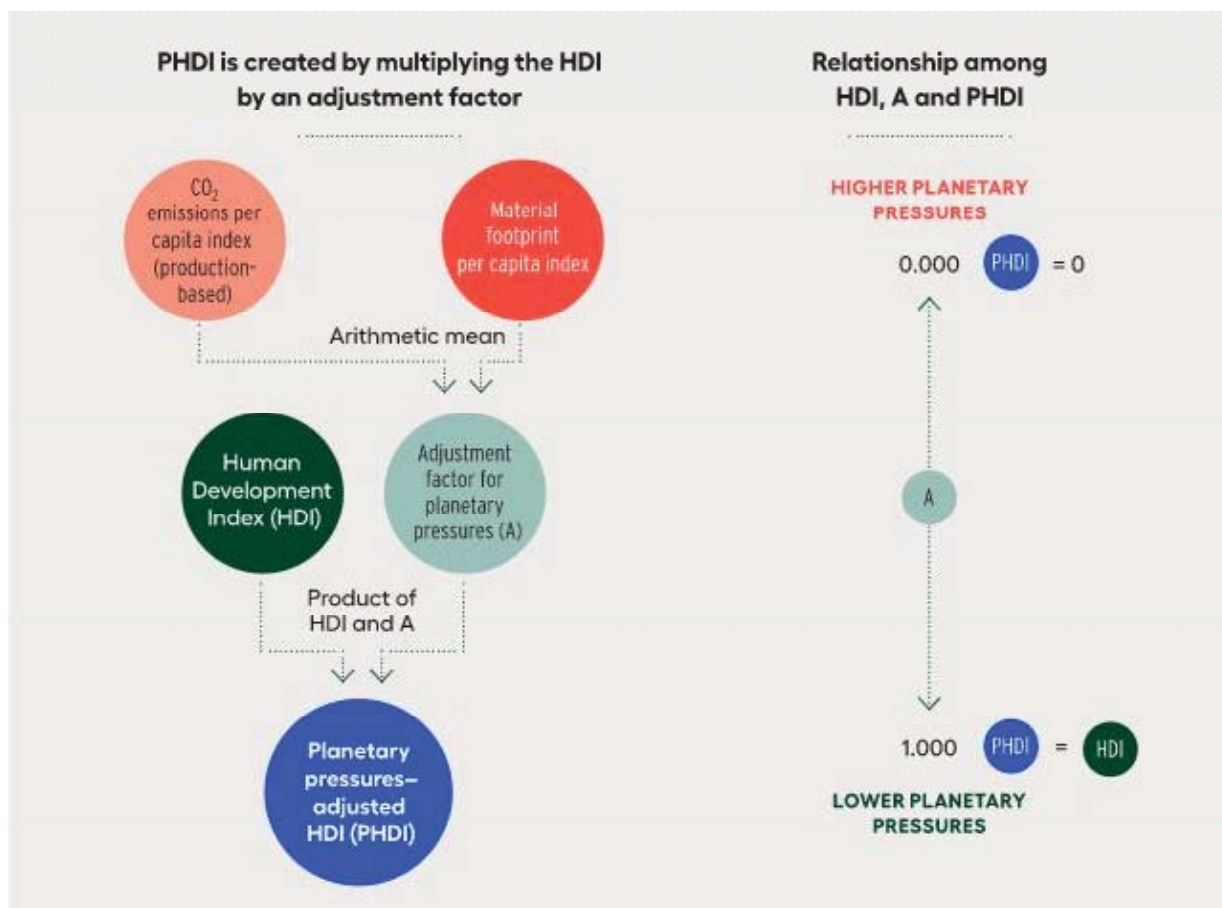 PHDI is created by multiplying the HDI
by an adjustment factor
CO2
emissions per
capita index
(production-
based)
Material
footprint
per capita index
Arithmetic mean
Human
Development
Index (HDI)
Adjustment
factor for
planetary
pressures (A)
Product of
HDI and A
Planetary
pressures–
adjusted
HDI (PHDI)
Relationship among
HDI, A and PHDI
HIGHER PLANETARY
PRESSURES
0.000 PHDI = 0
A
1.000 PHDI = HDI
LOWER PLANETARY
PRESSURES